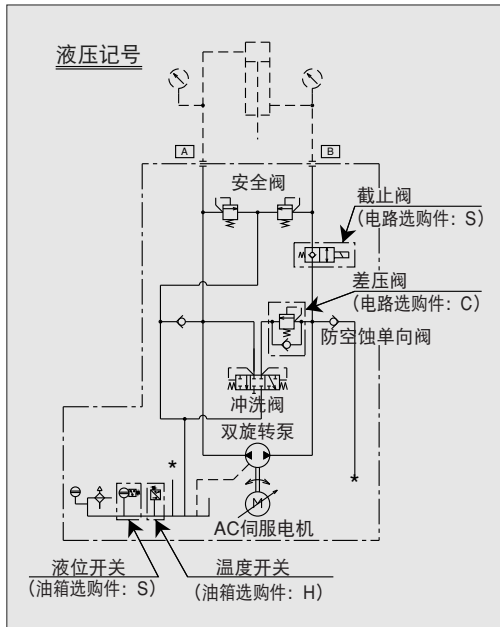 液压记号
A
B
安全阀
截止阀
(电路选购件：S)
差压阀
(电路选购件：C)
防空蚀单向阀
冲洗阀
双旋转泵
*
*
M
AC伺服电机
液位开关
(油箱选购件：S)
温度开关
(油箱选购件：H)